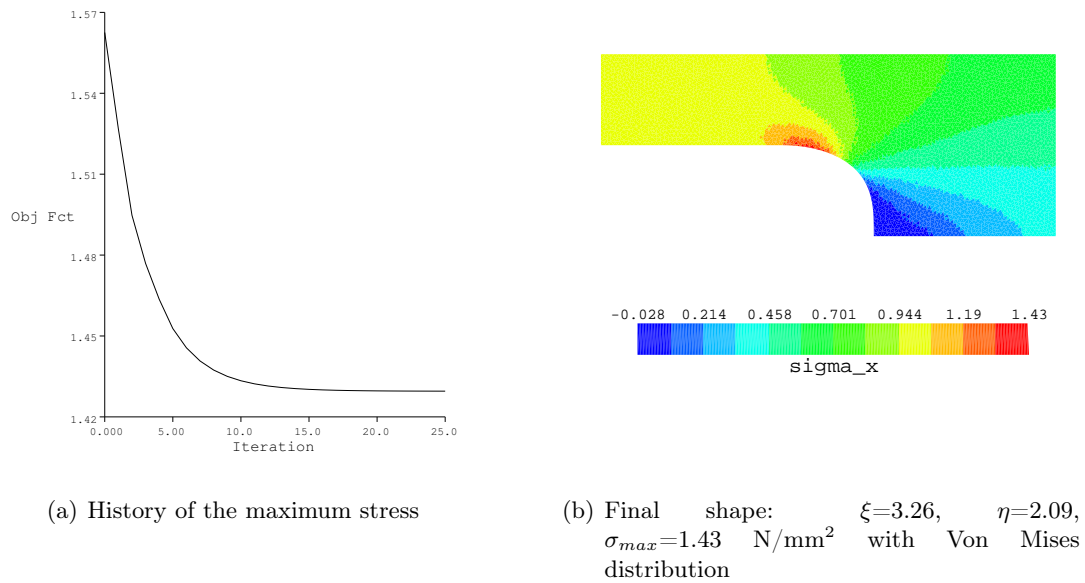 1.57
1.54
1.51
Obj Fct
1.48
1.45
1.42
0.000 5.00 10.0 15.0 20.0 25.0
Iteration
-0.028 0.214 0.458 0.701 0.944 1.19 1.43
sigma_x
(a) History of the maximum stress
(b) Final shape: ξ=3.26, η=2.09,
σmax=1.43 N/mm² with Von Mises
distribution